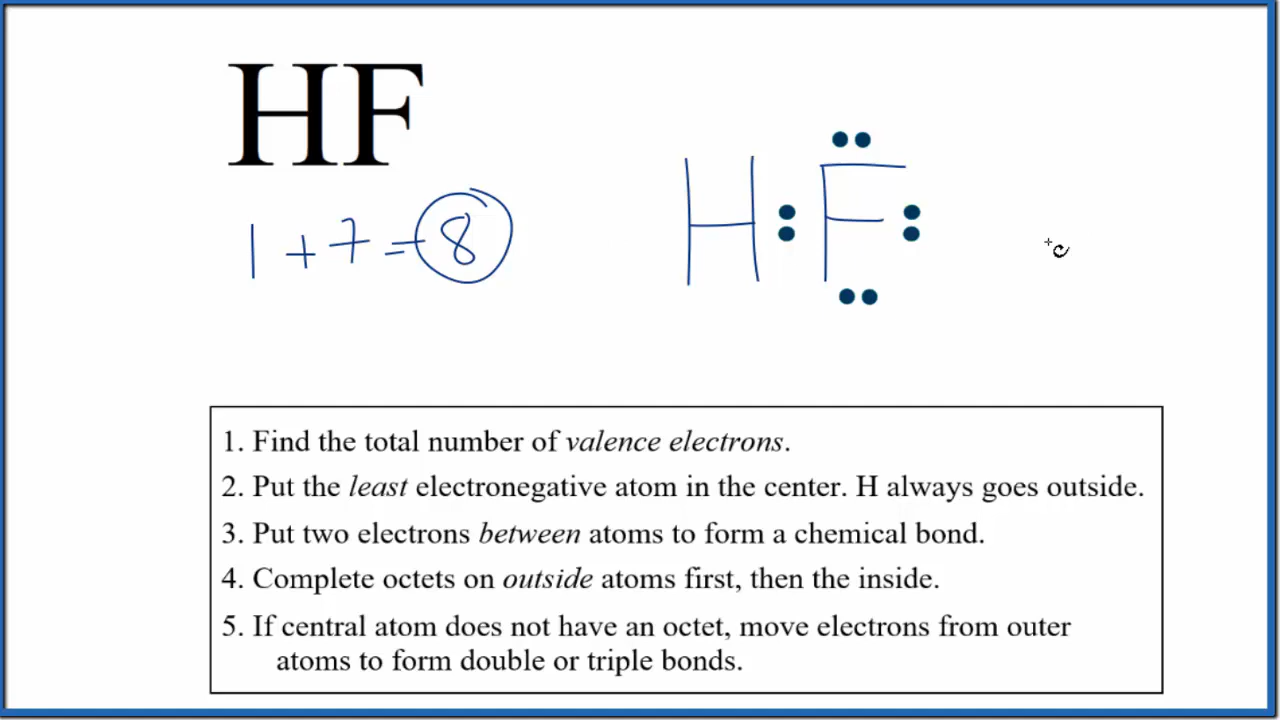 HF
1 + 7 = 8
H : F :
1. Find the total number of valence electrons.
2. Put the least electronegative atom in the center. H always goes outside.
3. Put two electrons between atoms to form a chemical bond.
4. Complete octets on outside atoms first, then the inside.
5. If central atom does not have an octet, move electrons from outer
atoms to form double or triple bonds.